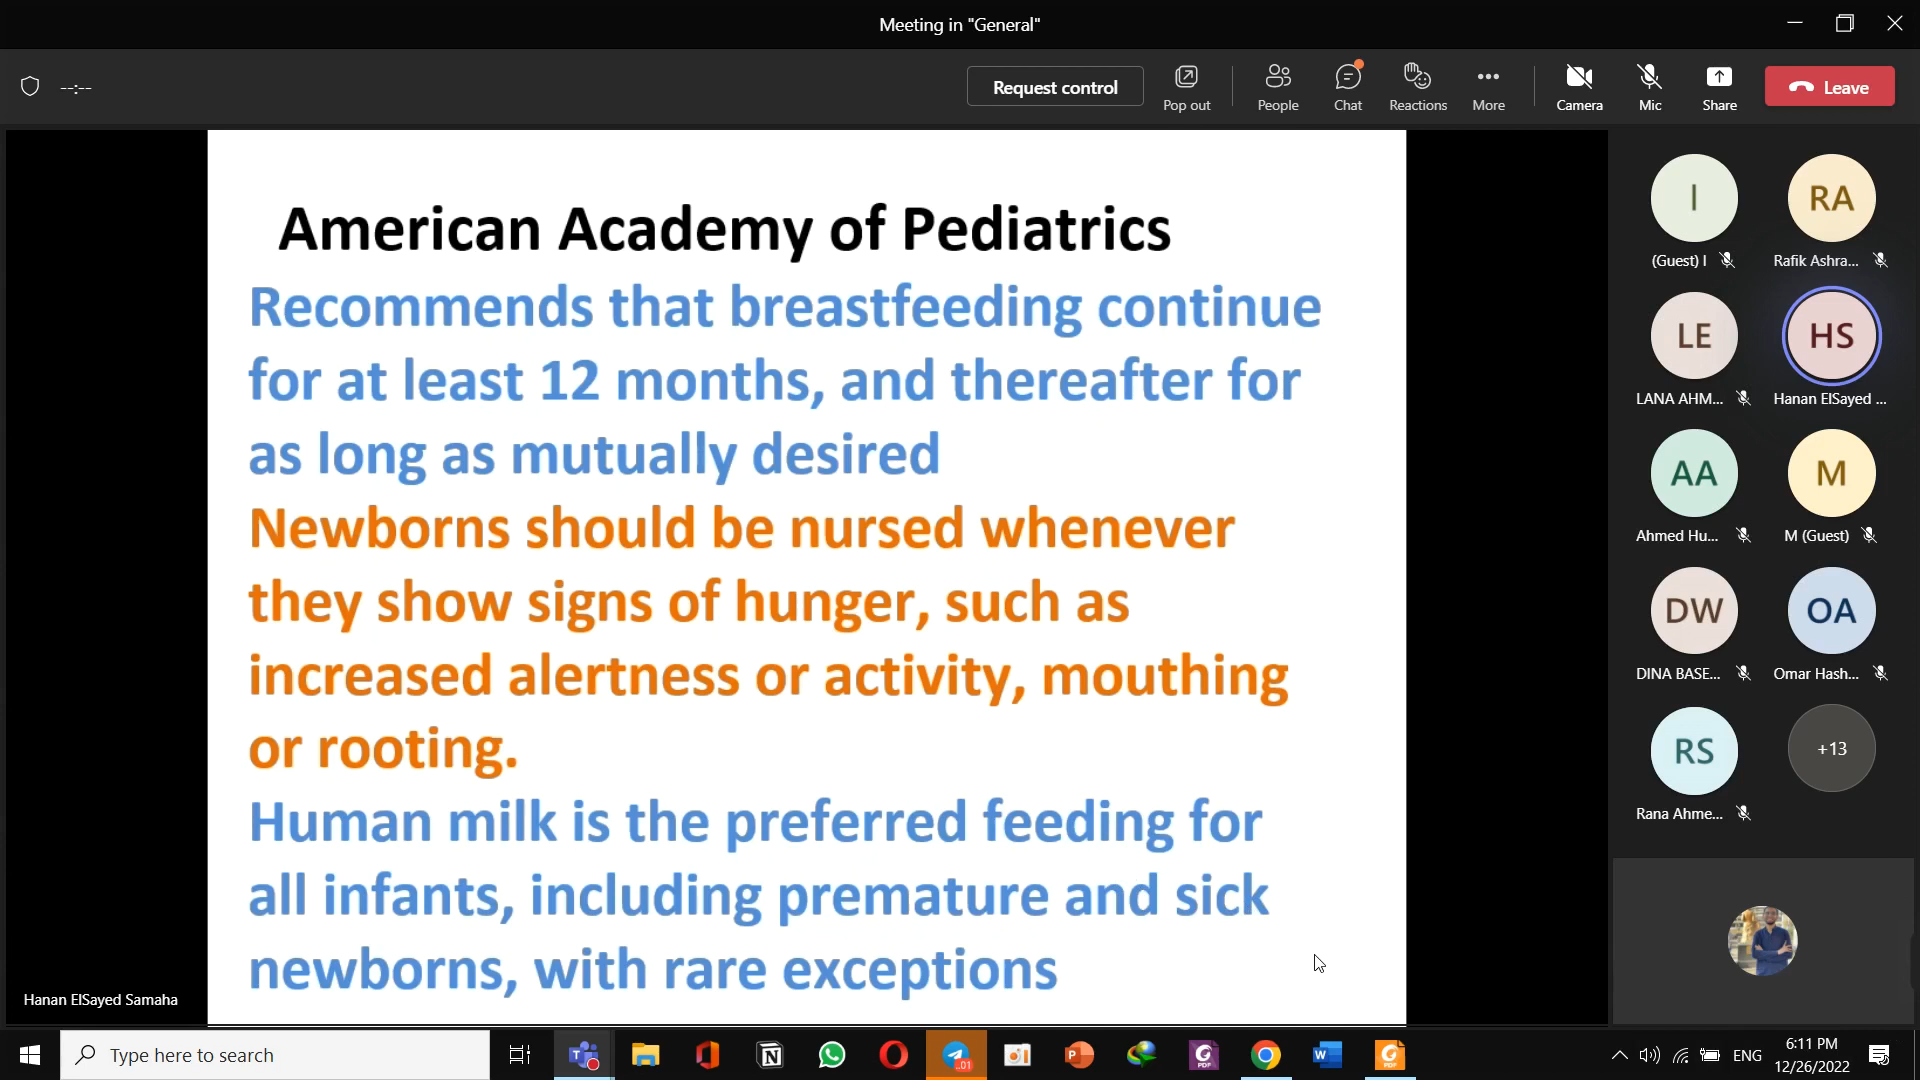 Meeting in "General"
--:--
Request control
Pop out
People
Chat
Reactions
More
Camera
Mic
Share
Leave
American Academy of Pediatrics
Recommends that breastfeeding continue
for at least 12 months, and thereafter for
as long as mutually desired
Newborns should be nursed whenever
they show signs of hunger, such as
increased alertness or activity, mouthing
or rooting.
Human milk is the preferred feeding for
all infants, including premature and sick
newborns, with rare exceptions
Hanan ElSayed Samaha
I
RA
(Guest) I
Rafik Ashra...
LE
HS
LANA AHM...
Hanan ElSayed ...
AA
M
Ahmed Hu...
M (Guest)
DW
OA
DINA BASE...
Omar Hash...
RS
+13
Rana Ahme...
Type here to search
ENG
6:11 PM
12/26/2022